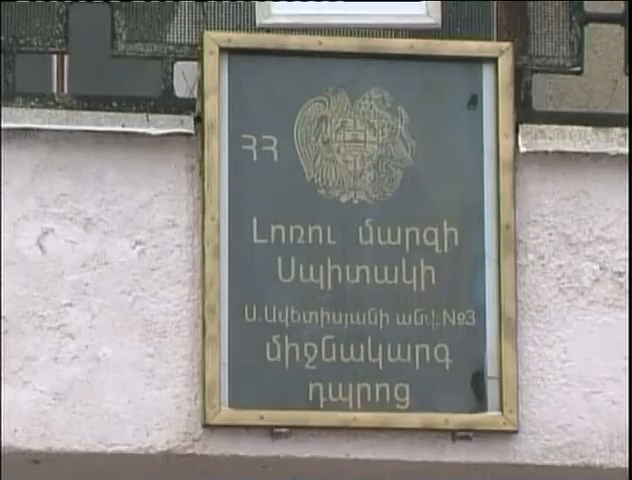 ՀՀ
Լոռու մարզի
Սպիտակի
Ս.Ավետիսյանի անվ.№3
միջնակարգ
դպրոց